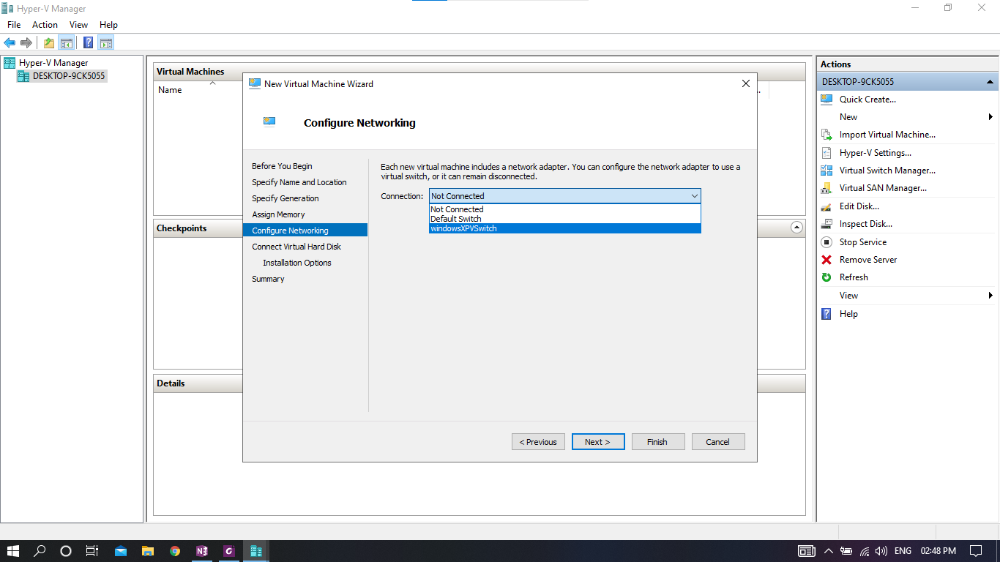 Hyper-V Manager
File Action View Help
Hyper-V Manager
DESKTOP-9CK5055
Virtual Machines
Name
..
Checkpoints
Details
New Virtual Machine Wizard
Configure Networking
Before You Begin
Specify Name and Location
Specify Generation
Assign Memory
Configure Networking
Connect Virtual Hard Disk
Installation Options
Summary
Each new virtual machine includes a network adapter. You can configure the network adapter to use a
virtual switch, or it can remain disconnected.
Connection: Not Connected
Not Connected
Default Switch
windowsXPVSwitch
< Previous Next > Finish Cancel
Actions
DESKTOP-9CK5055
Quick Create...
New
Import Virtual Machine...
Hyper-V Settings...
Virtual Switch Manager...
Virtual SAN Manager...
Edit Disk...
Inspect Disk...
Stop Service
Remove Server
Refresh
View
Help
ENG 02:48 PM